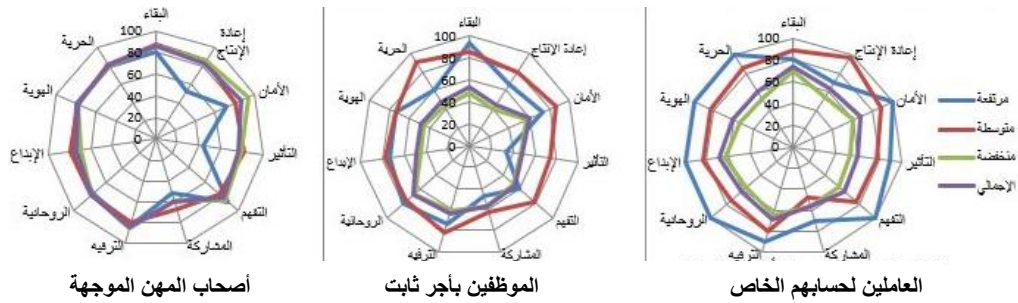 البقاء
إعادة
الإنتاج
الأمان
التأثير
التفهم
المشاركة
الترفيه
الروحانية
الإبداع
الهوية
الحرية
100
80
60
40
20
0
أصحاب المهن الموجهة
البقاء
إعادة الإنتاج
الأمان
التأثير
التفهم
المشاركة
الترفيه
الروحانية
الإبداع
الهوية
الحرية
100
80
60
40
20
0
الموظفين بأجر ثابت
البقاء
إعادة الإنتاج
الأمان
التأثير
التفهم
المشاركة
الترفيه
الروحانية
الإبداع
الهوية
الحرية
100
80
60
40
20
0
العاملين لحسابهم الخاص
مرتفعة
متوسطة
منخفضة
الإجمالي